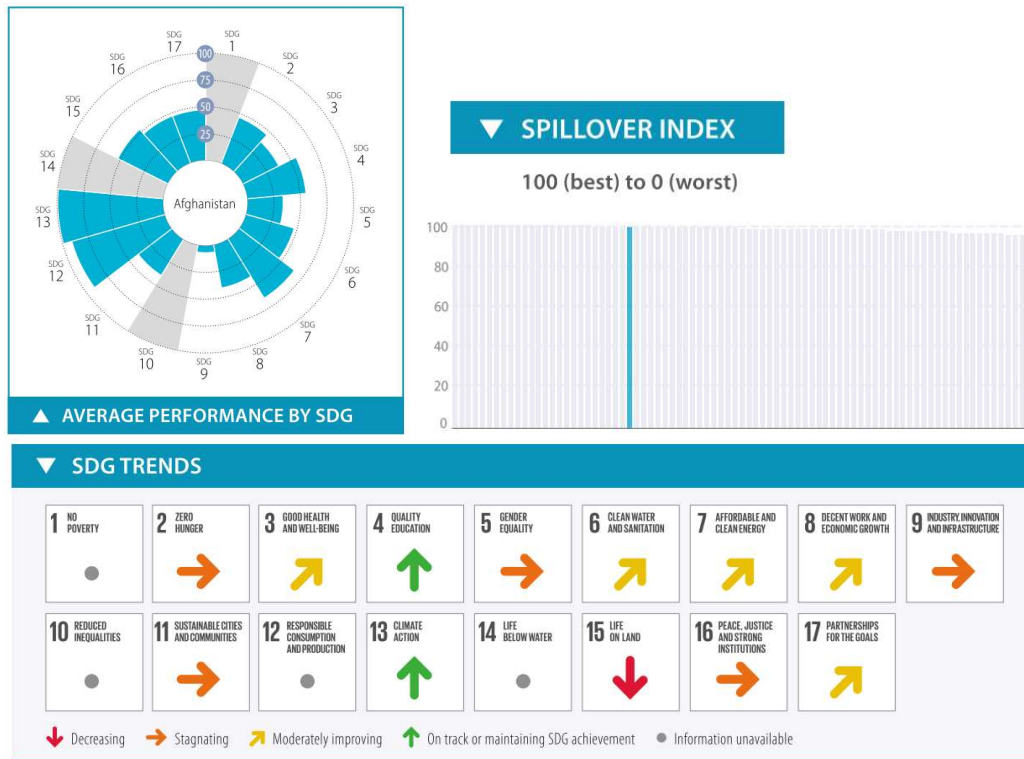 SDG
1
SDG
2
SDG
3
SDG
4
SDG
5
SDG
6
SDG
7
SDG
8
SDG
9
SDG
10
SDG
11
SDG
12
SDG
13
SDG
14
SDG
15
SDG
16
SDG
17
100
75
50
25
Afghanistan
▲ AVERAGE PERFORMANCE BY SDG
▼ SPILLOVER INDEX
100 (best) to 0 (worst)
100
80
60
40
20
0
▼ SDG TRENDS
1 NO
POVERTY
2 ZERO
HUNGER
3 GOOD HEALTH
AND WELL-BEING
4 QUALITY
EDUCATION
5 GENDER
EQUALITY
6 CLEAN WATER
AND SANITATION
7 AFFORDABLE AND
CLEAN ENERGY
8 DECENT WORK AND
ECONOMIC GROWTH
9 INDUSTRY, INNOVATION
AND INFRASTRUCTURE
10 REDUCED
INEQUALITIES
11 SUSTAINABLE CITIES
AND COMMUNITIES
12 RESPONSIBLE
CONSUMPTION
AND PRODUCTION
13 CLIMATE
ACTION
14 LIFE
BELOW WATER
15 LIFE
ON LAND
16 PEACE, JUSTICE
AND STRONG
INSTITUTIONS
17 PARTNERSHIPS
FOR THE GOALS
Decreasing
Stagnating
Moderately improving
On track or maintaining SDG achievement
Information unavailable